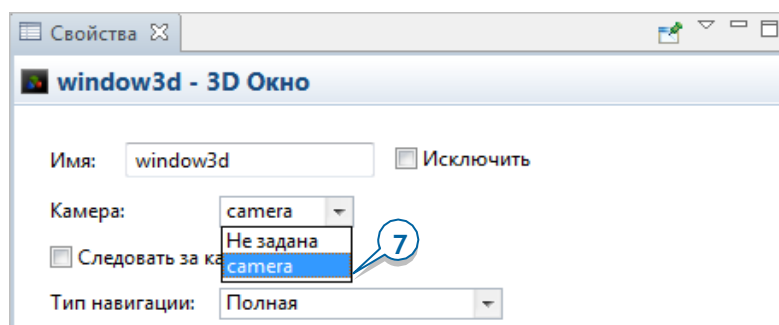 Свойства
window3d - 3D Окно
Имя: window3d Исключить
Камера: camera
Не задана
7
Следовать за ка
camera
Тип навигации: Полная